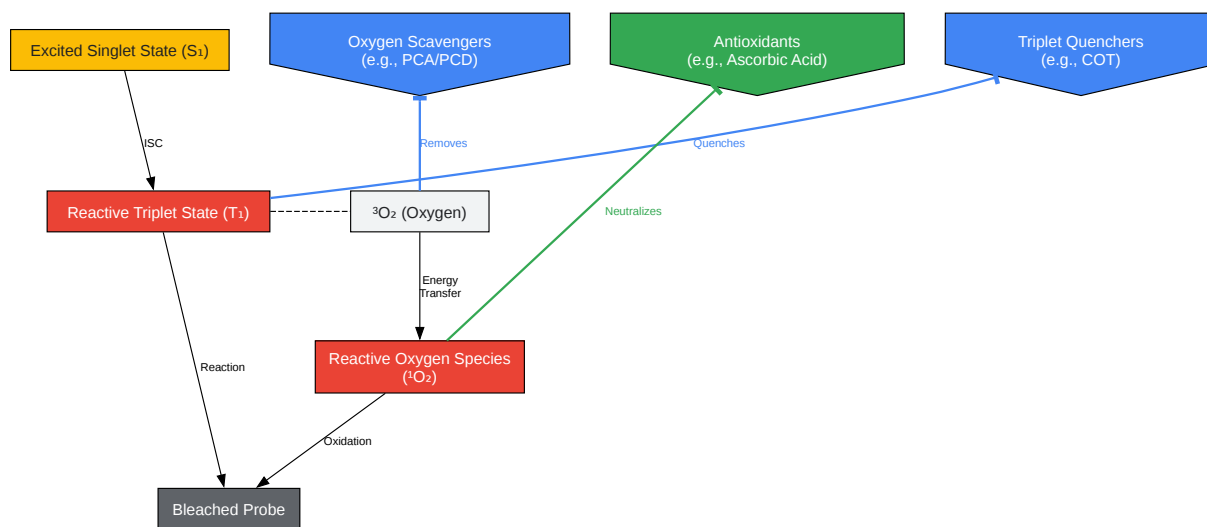 Excited Singlet State (S₁)
Oxygen Scavengers
(e.g., PCA/PCD)
Antioxidants
(e.g., Ascorbic Acid)
Triplet Quenchers
(e.g., COT)
ISC
Removes
Quenches
Reactive Triplet State (T₁)
³O₂ (Oxygen)
Neutralizes
Energy
Transfer
Reactive Oxygen Species
(¹O₂)
Reaction
Oxidation
Bleached Probe